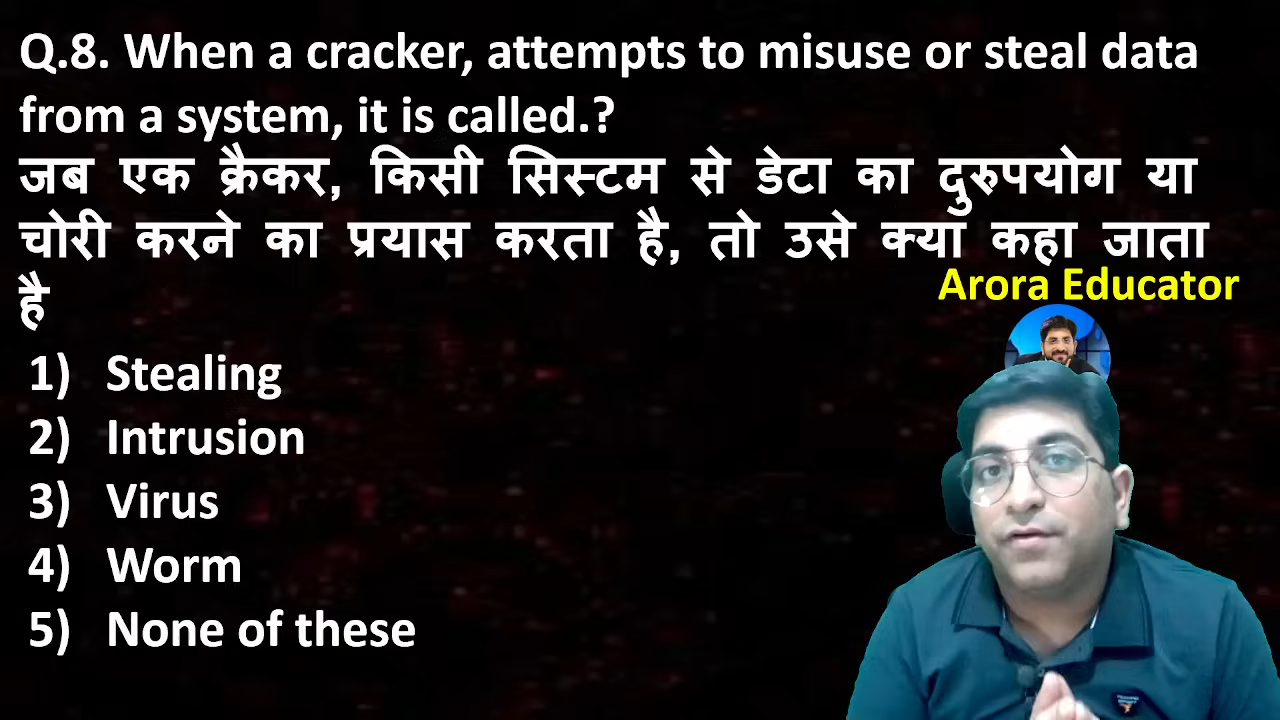 Q.8. When a cracker, attempts to misuse or steal data
from a system, it is called.?
जब एक क्रैकर, किसी सिस्टम से डेटा का दुरुपयोग या
चोरी करने का प्रयास करता है, तो उसे क्या कहा जाता
है
Arora Educator
1) Stealing
2) Intrusion
3) Virus
4) Worm
5) None of these